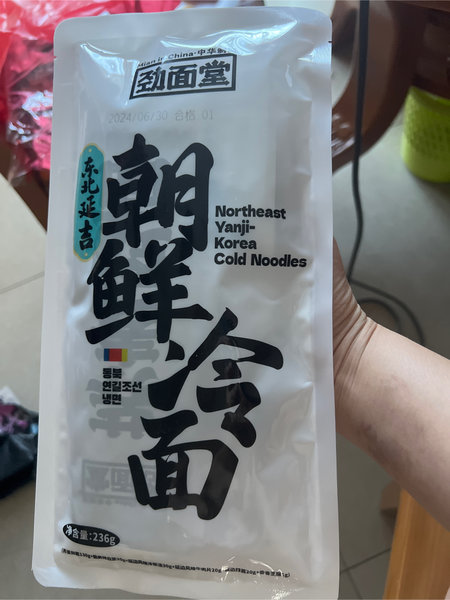 Mian in China·中华
劲面堂
2024/06/30 合格 01
东北延吉
朝鲜冷面
Northeast
Yanji-
Korea
Cold Noodles
동북
연길조선
냉면
净含量:236g